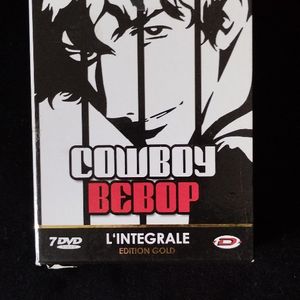 COWBOY
BEBOP
7 DVD L'INTEGRALE
EDITION GOLD